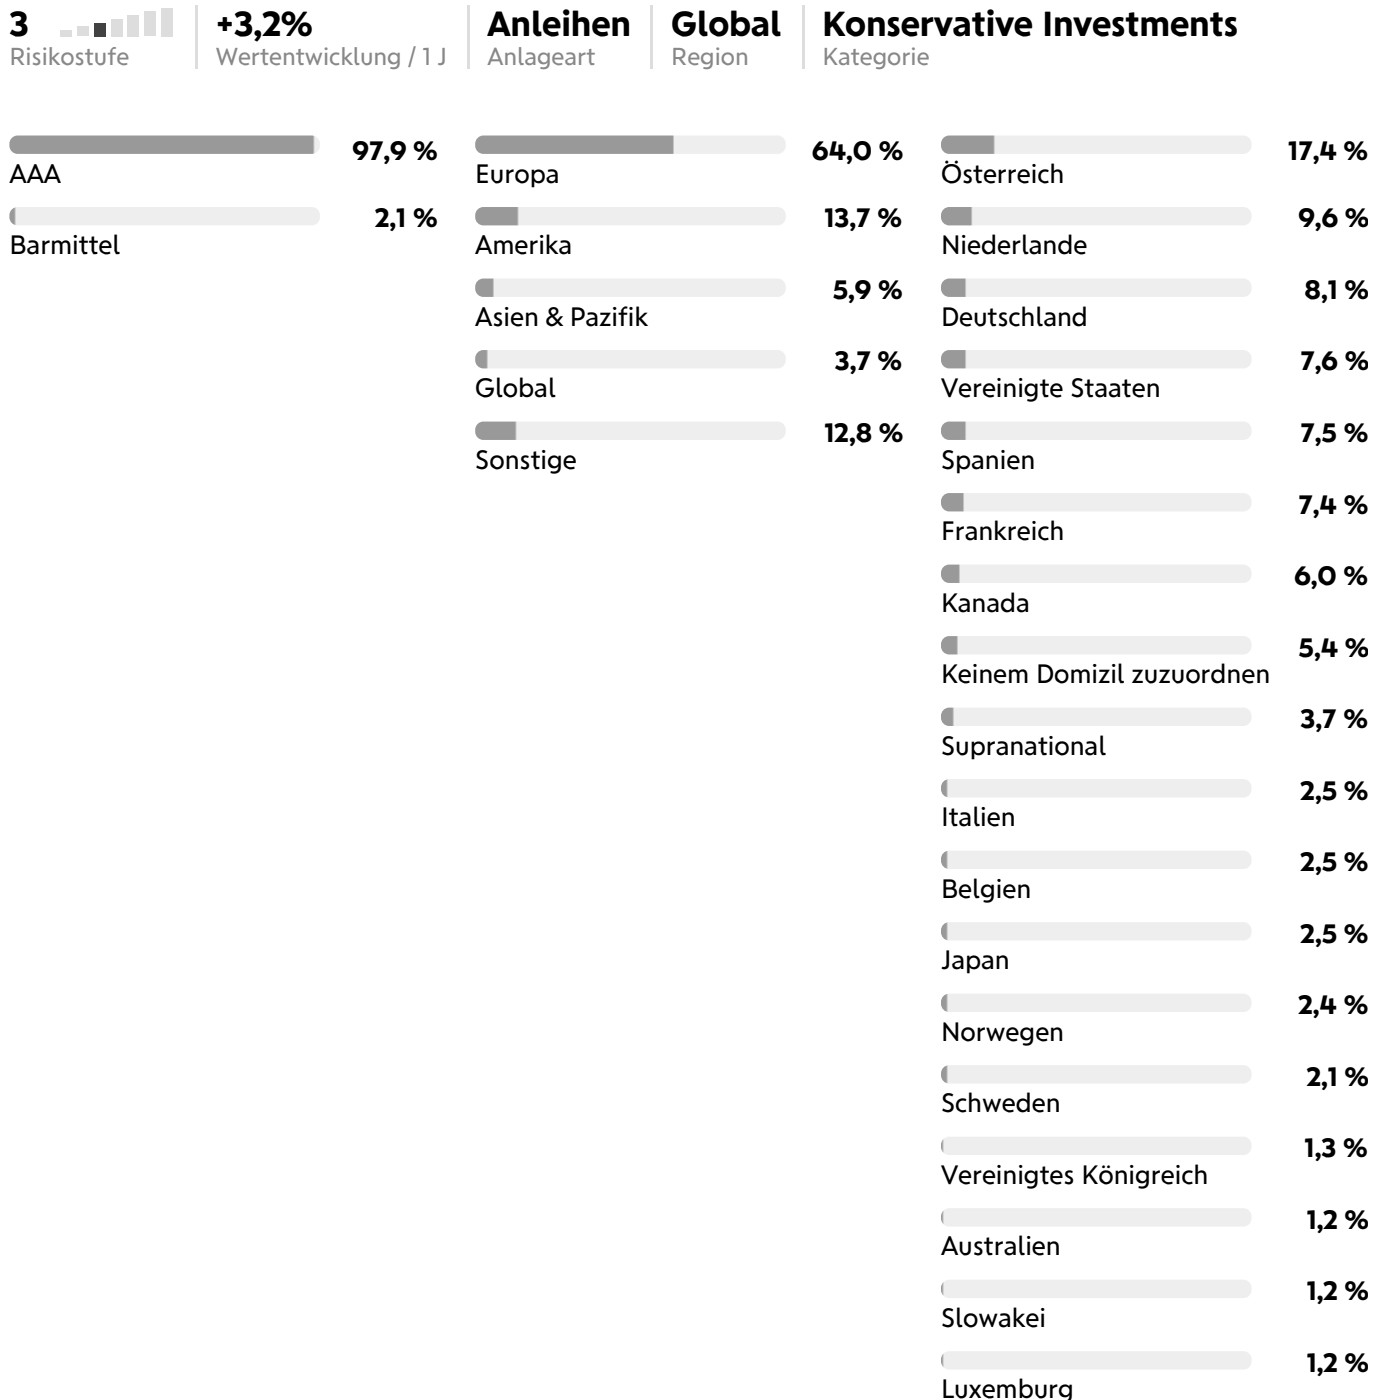 3
Risikostufe
+3,2%
Wertentwicklung / 1 J
Anleihen
Anlageart
Global
Region
Konservative Investments
Kategorie
97,9 %
AAA
2,1 %
Barmittel
64,0 %
Europa
13,7 %
Amerika
5,9 %
Asien & Pazifik
3,7 %
Global
12,8 %
Sonstige
17,4 %
Österreich
9,6 %
Niederlande
8,1 %
Deutschland
7,6 %
Vereinigte Staaten
7,5 %
Spanien
7,4 %
Frankreich
6,0 %
Kanada
5,4 %
Keinem Domizil zuzuordnen
3,7 %
Supranational
2,5 %
Italien
2,5 %
Belgien
2,5 %
Japan
2,4 %
Norwegen
2,1 %
Schweden
1,3 %
Vereinigtes Königreich
1,2 %
Australien
1,2 %
Slowakei
1,2 %
Luxemburg